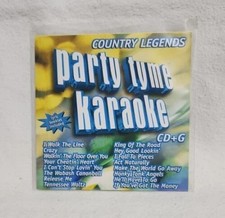 COUNTRY LEGENDS
party tyme
karaoke
CD+G
I Walk The Line
Crazy
Walkin' The Floor Over You
Your Cheatin' Heart
I Can't Stop Lovin' You
The Wabash Cannonball
Release Me
Tennessee Waltz
King Of The Road
Hey, Good Lookin'
I Fall To Pieces
Act Naturally
Make The World Go Away
Honky Tonk Angels
He'll Have To Go
If You've Got The Money